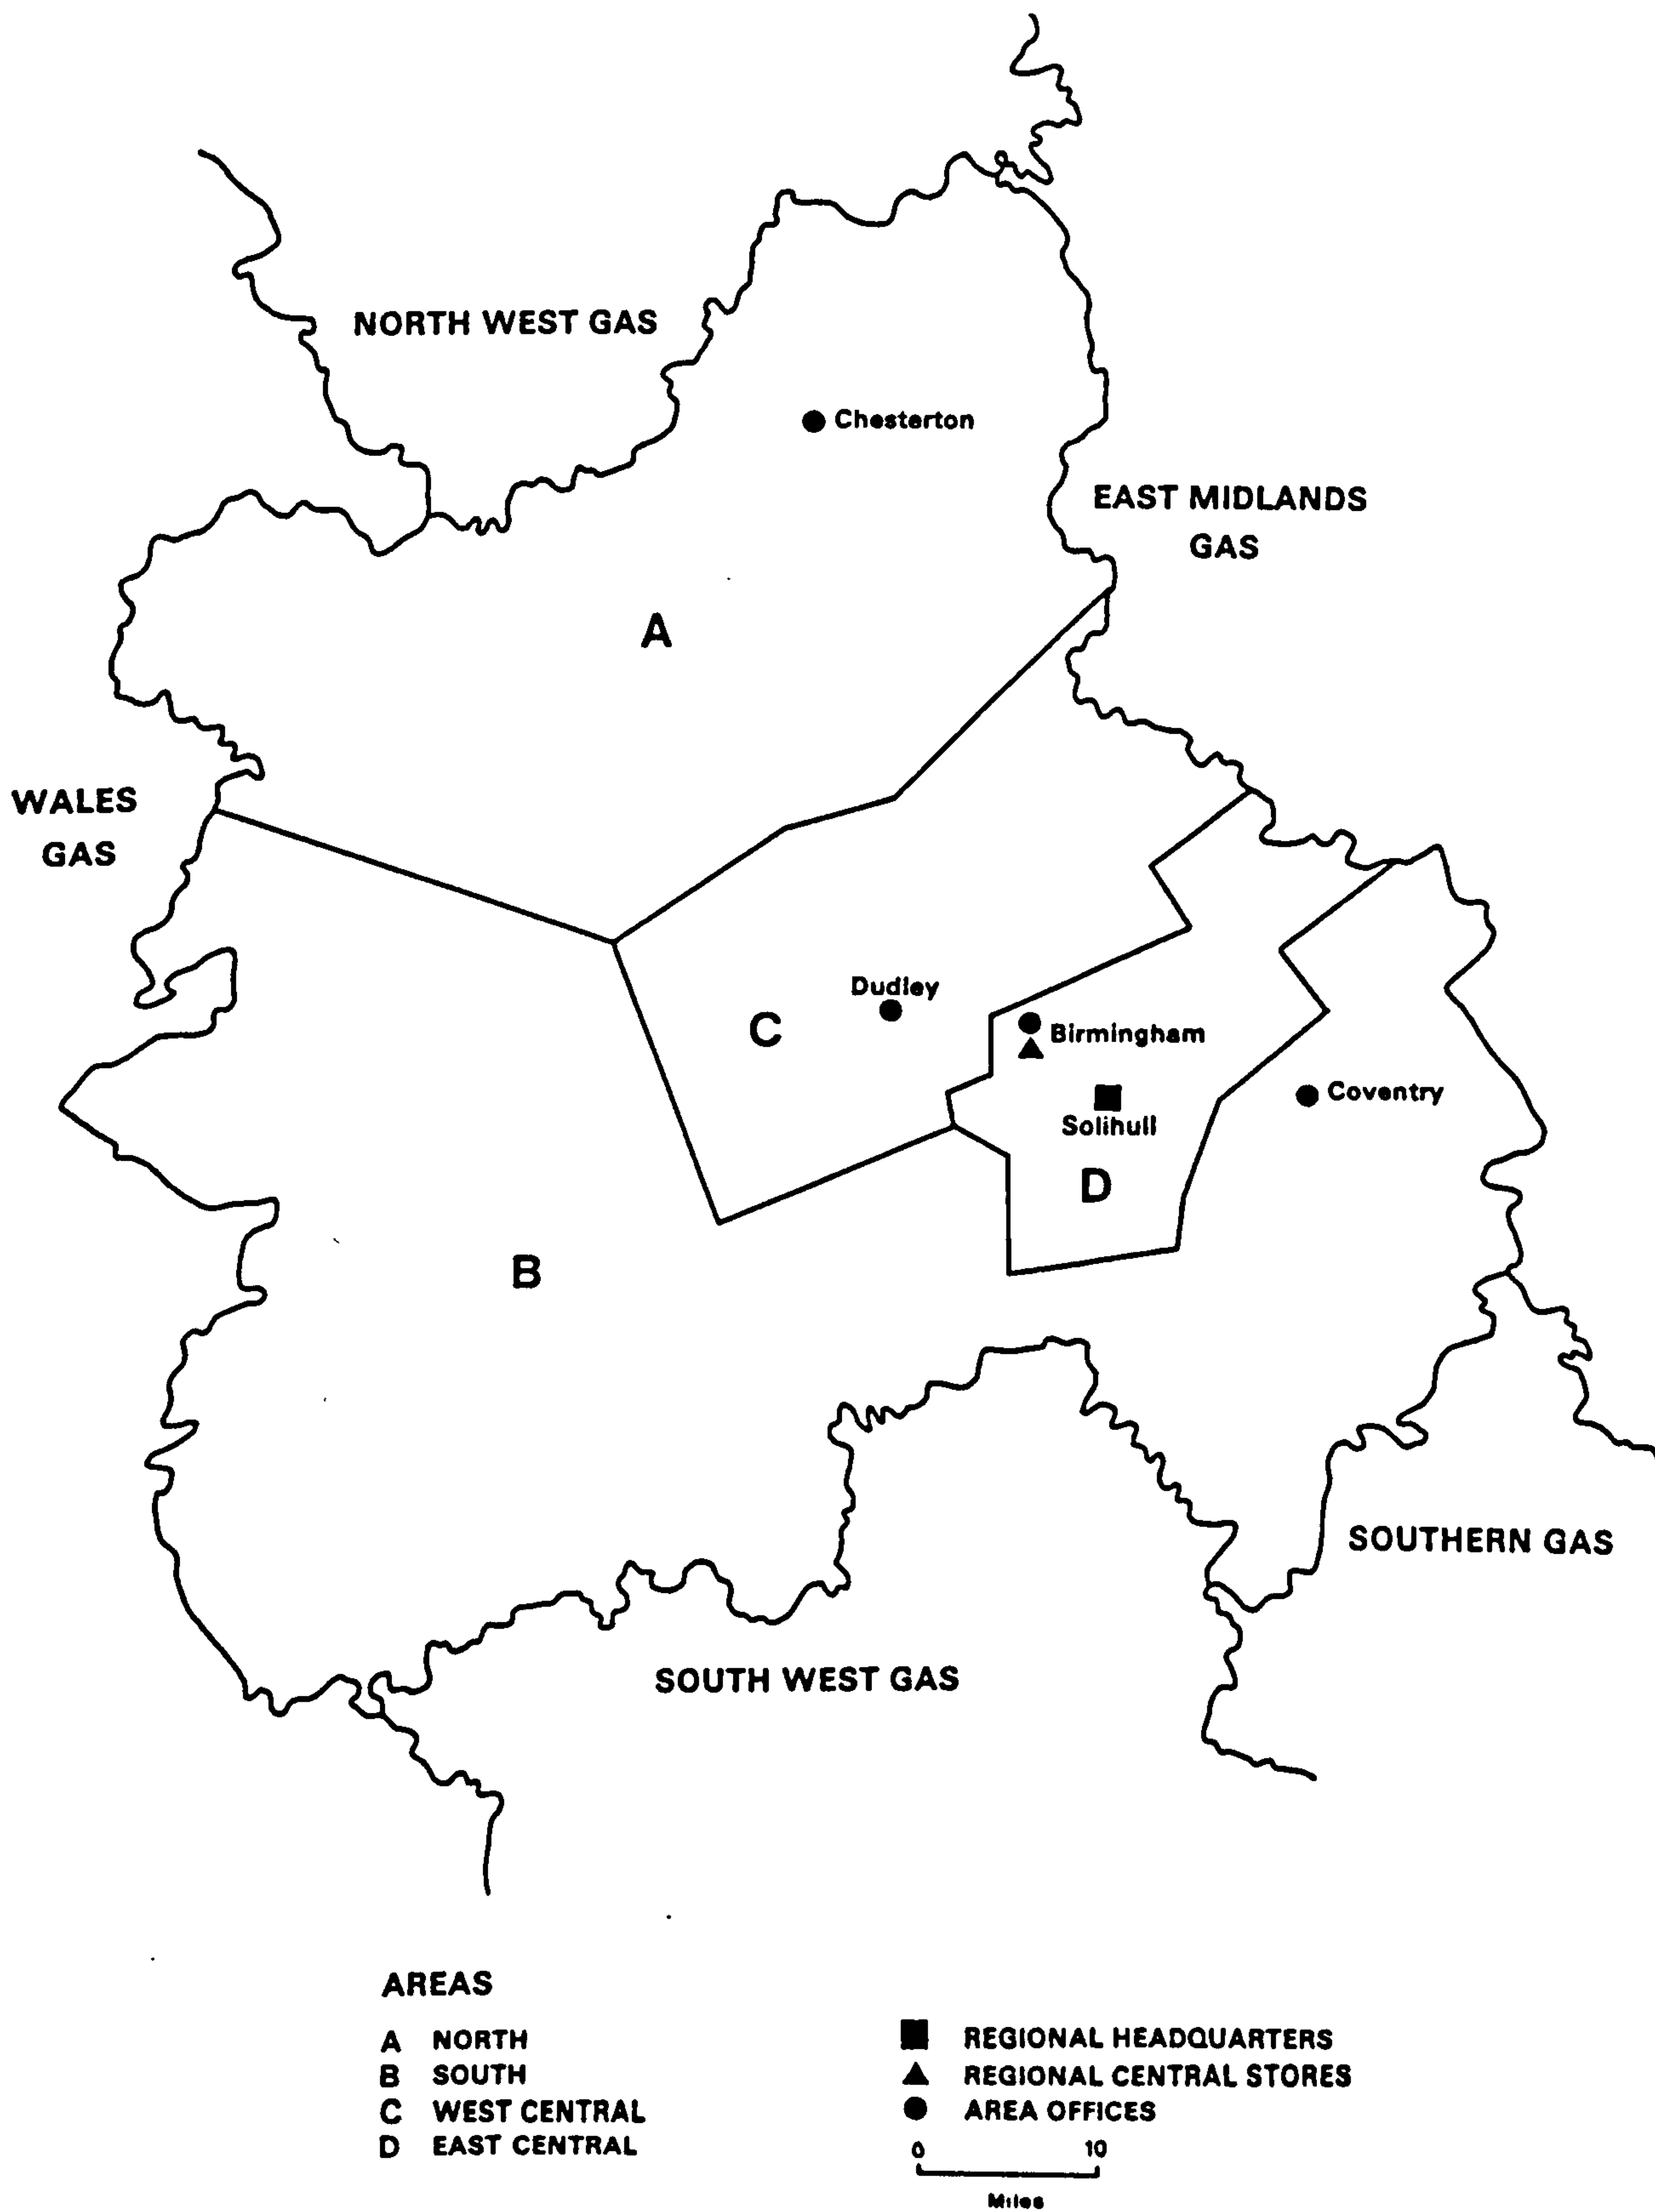 NORTH WEST GAS
Chesterton
EAST MIDLANDS
GAS
A
WALES
GAS
Dudley
C
Birmingham
Coventry
Solihull
D
B
SOUTHERN GAS
SOUTH WEST GAS
AREAS
A NORTH
B SOUTH
C WEST CENTRAL
D EAST CENTRAL
REGIONAL HEADQUARTERS
REGIONAL CENTRAL STORES
AREA OFFICES
0 10
Miles